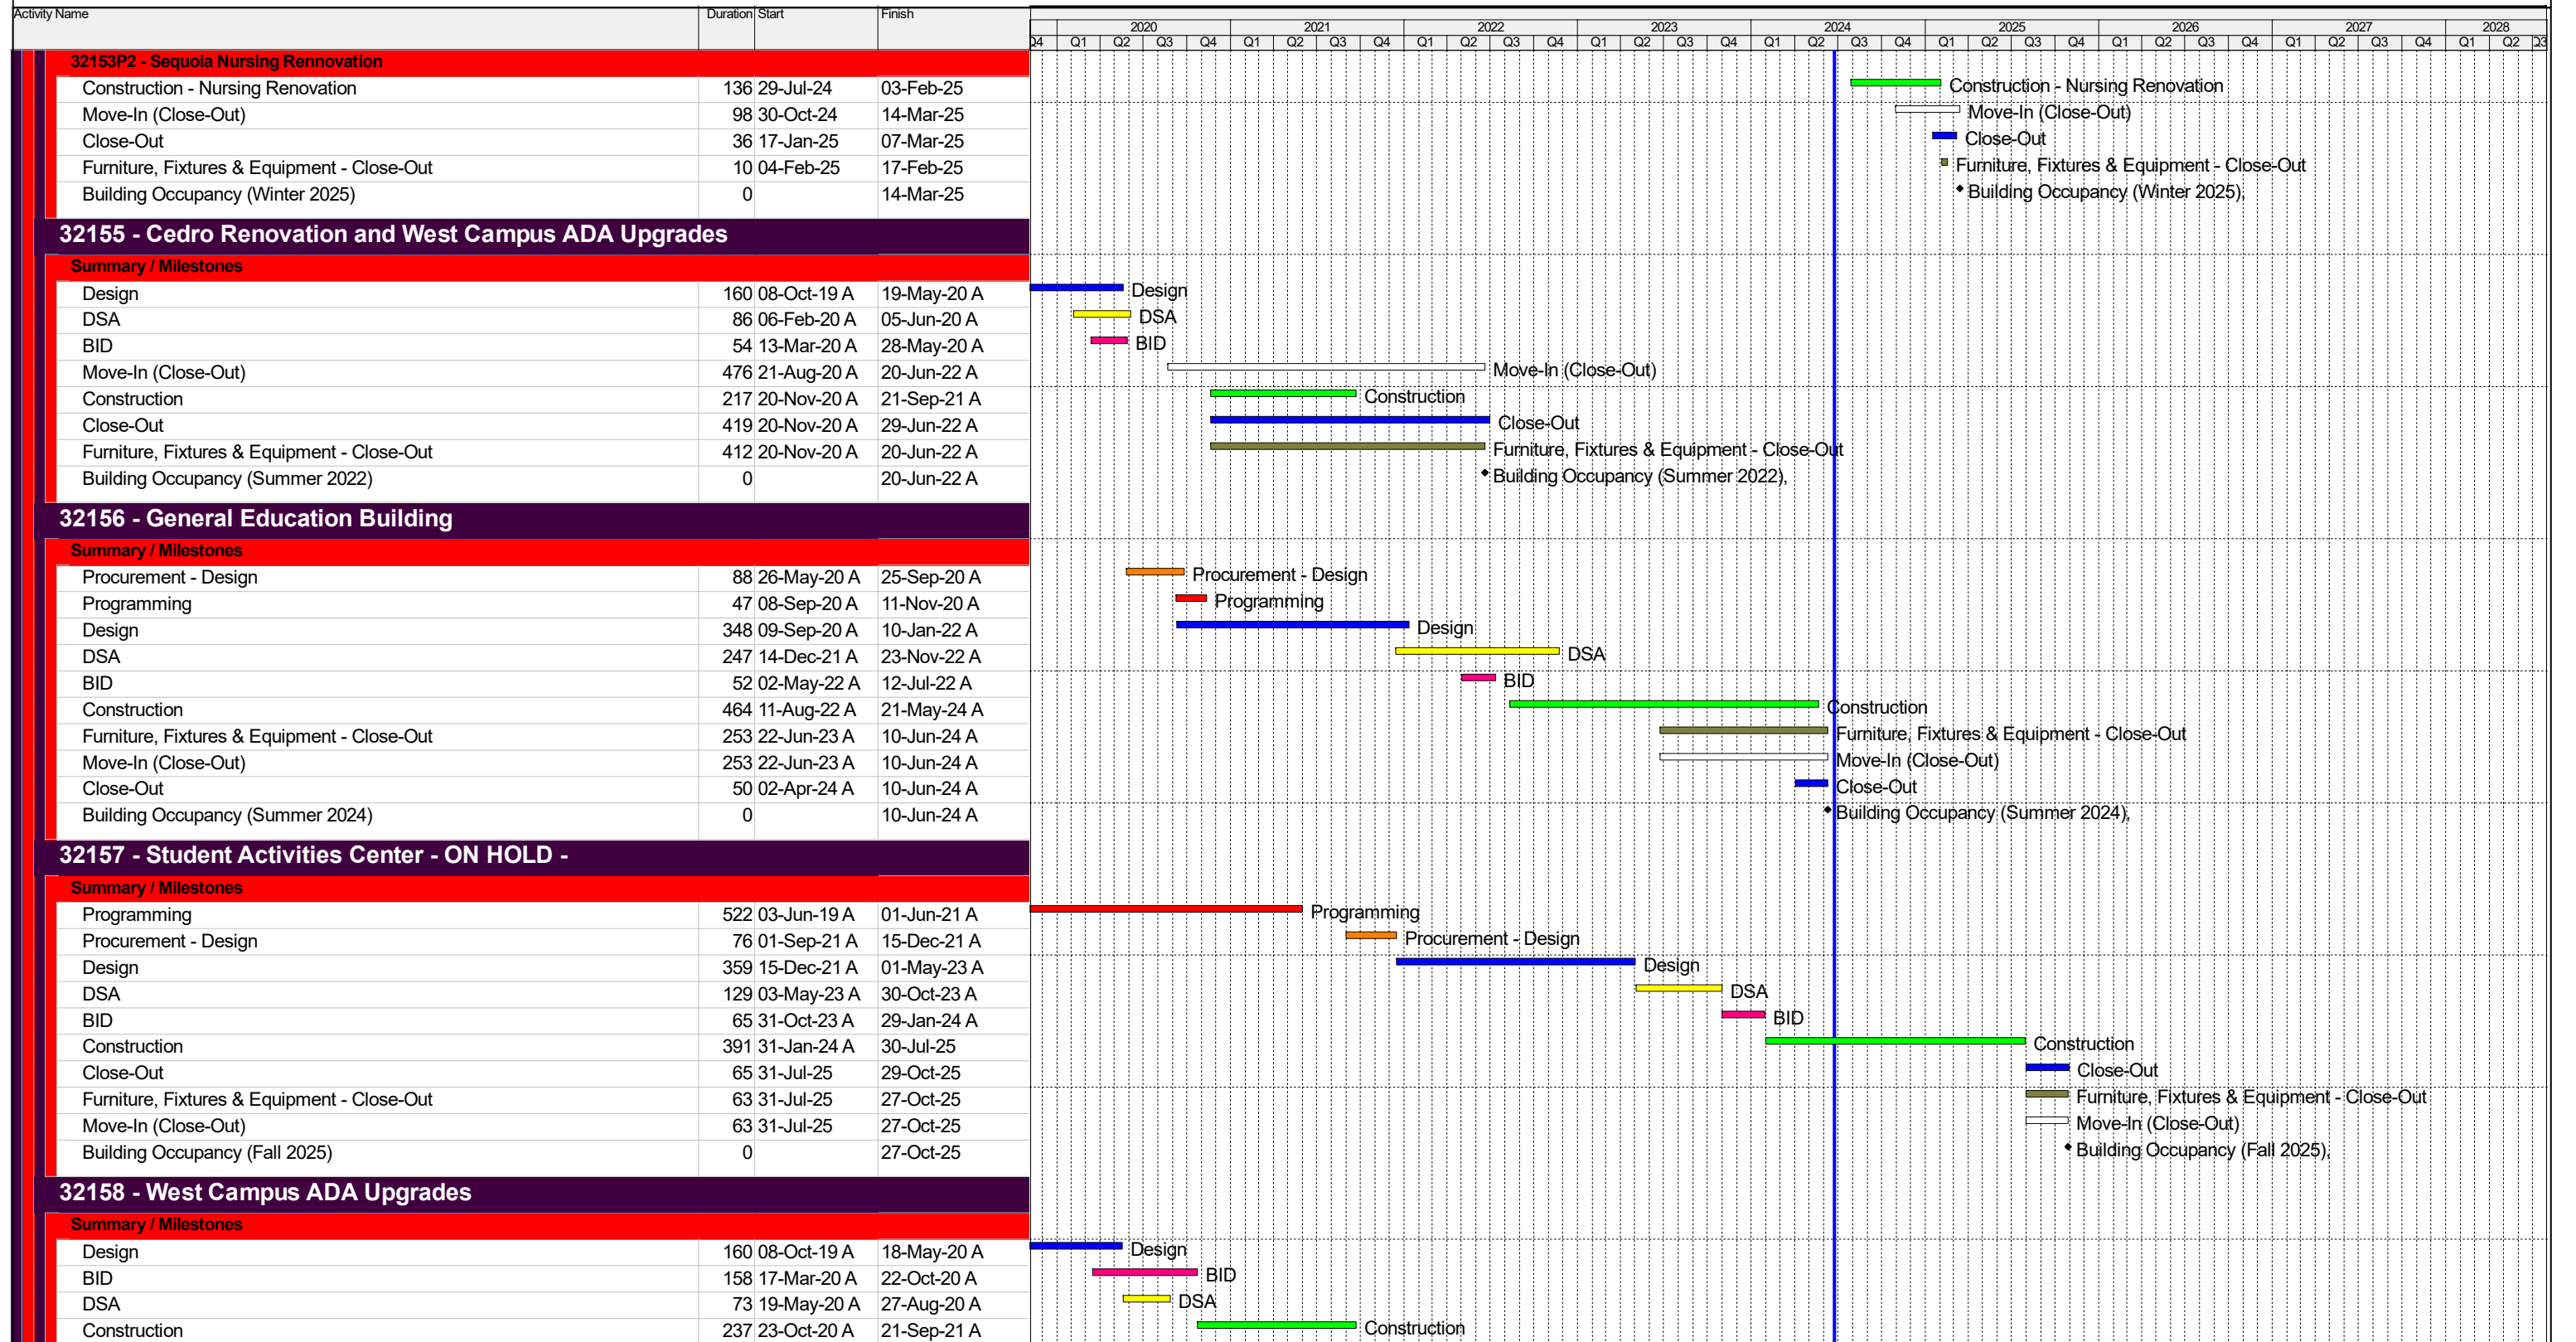 Activity Name Duration Start Finish
2020 2021 2022 2023 2024 2025 2026 2027 2028
Q4 Q1 Q2 Q3 Q4 Q1 Q2 Q3 Q4 Q1 Q2 Q3 Q4 Q1 Q2 Q3 Q4 Q1 Q2 Q3 Q4 Q1 Q2 Q3 Q4 Q1 Q2 Q3 Q4 Q1 Q2 Q3 Q4 Q1 Q2 Q3
32153P2 - Sequoia Nursing Rennovation
Construction - Nursing Renovation 136 29-Jul-24 03-Feb-25 Construction - Nursing Renovation
Move-In (Close-Out) 98 30-Oct-24 14-Mar-25 Move-In (Close-Out)
Close-Out 36 17-Jan-25 07-Mar-25 Close-Out
Furniture, Fixtures & Equipment - Close-Out 10 04-Feb-25 17-Feb-25 Furniture, Fixtures & Equipment - Close-Out
Building Occupancy (Winter 2025) 0 14-Mar-25 Building Occupancy (Winter 2025),
32155 - Cedro Renovation and West Campus ADA Upgrades
Summary / Milestones
Design 160 08-Oct-19 A 19-May-20 A Design
DSA 86 06-Feb-20 A 05-Jun-20 A DSA
BID 54 13-Mar-20 A 28-May-20 A BID
Move-In (Close-Out) 476 21-Aug-20 A 20-Jun-22 A Move-In (Close-Out)
Construction 217 20-Nov-20 A 21-Sep-21 A Construction
Close-Out 419 20-Nov-20 A 29-Jun-22 A Close-Out
Furniture, Fixtures & Equipment - Close-Out 412 20-Nov-20 A 20-Jun-22 A Furniture, Fixtures & Equipment - Close-Out
Building Occupancy (Summer 2022) 0 20-Jun-22 A Building Occupancy (Summer 2022),
32156 - General Education Building
Summary / Milestones
Procurement - Design 88 26-May-20 A 25-Sep-20 A Procurement - Design
Programming 47 08-Sep-20 A 11-Nov-20 A Programming
Design 348 09-Sep-20 A 10-Jan-22 A Design
DSA 247 14-Dec-21 A 23-Nov-22 A DSA
BID 52 02-May-22 A 12-Jul-22 A BID
Construction 464 11-Aug-22 A 21-May-24 A Construction
Furniture, Fixtures & Equipment - Close-Out 253 22-Jun-23 A 10-Jun-24 A Furniture, Fixtures & Equipment - Close-Out
Move-In (Close-Out) 253 22-Jun-23 A 10-Jun-24 A Move-In (Close-Out)
Close-Out 50 02-Apr-24 A 10-Jun-24 A Close-Out
Building Occupancy (Summer 2024) 0 10-Jun-24 A Building Occupancy (Summer 2024),
32157 - Student Activities Center - ON HOLD -
Summary / Milestones
Programming 522 03-Jun-19 A 01-Jun-21 A Programming
Procurement - Design 76 01-Sep-21 A 15-Dec-21 A Procurement - Design
Design 359 15-Dec-21 A 01-May-23 A Design
DSA 129 03-May-23 A 30-Oct-23 A DSA
BID 65 31-Oct-23 A 29-Jan-24 A BID
Construction 391 31-Jan-24 A 30-Jul-25 Construction
Close-Out 65 31-Jul-25 29-Oct-25 Close-Out
Furniture, Fixtures & Equipment - Close-Out 63 31-Jul-25 27-Oct-25 Furniture, Fixtures & Equipment - Close-Out
Move-In (Close-Out) 63 31-Jul-25 27-Oct-25 Move-In (Close-Out)
Building Occupancy (Fall 2025) 0 27-Oct-25 Building Occupancy (Fall 2025),
32158 - West Campus ADA Upgrades
Summary / Milestones
Design 160 08-Oct-19 A 18-May-20 A Design
BID 158 17-Mar-20 A 22-Oct-20 A BID
DSA 73 19-May-20 A 27-Aug-20 A DSA
Construction 237 23-Oct-20 A 21-Sep-21 A Construction